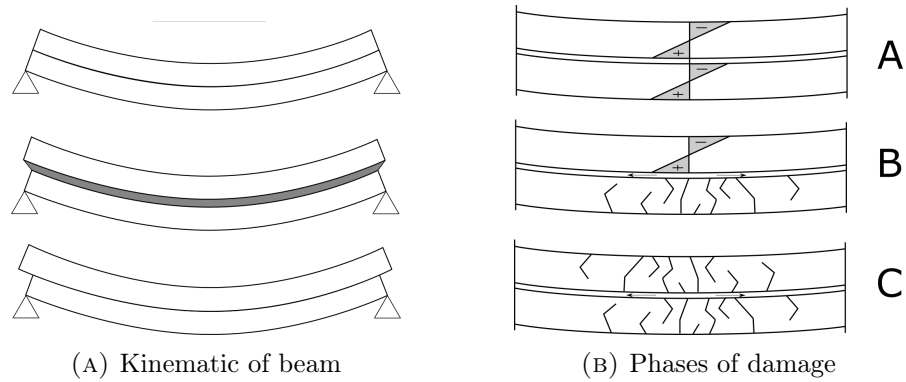 −
+
A
−
+
−
+
B
C
(A) Kinematic of beam
(B) Phases of damage